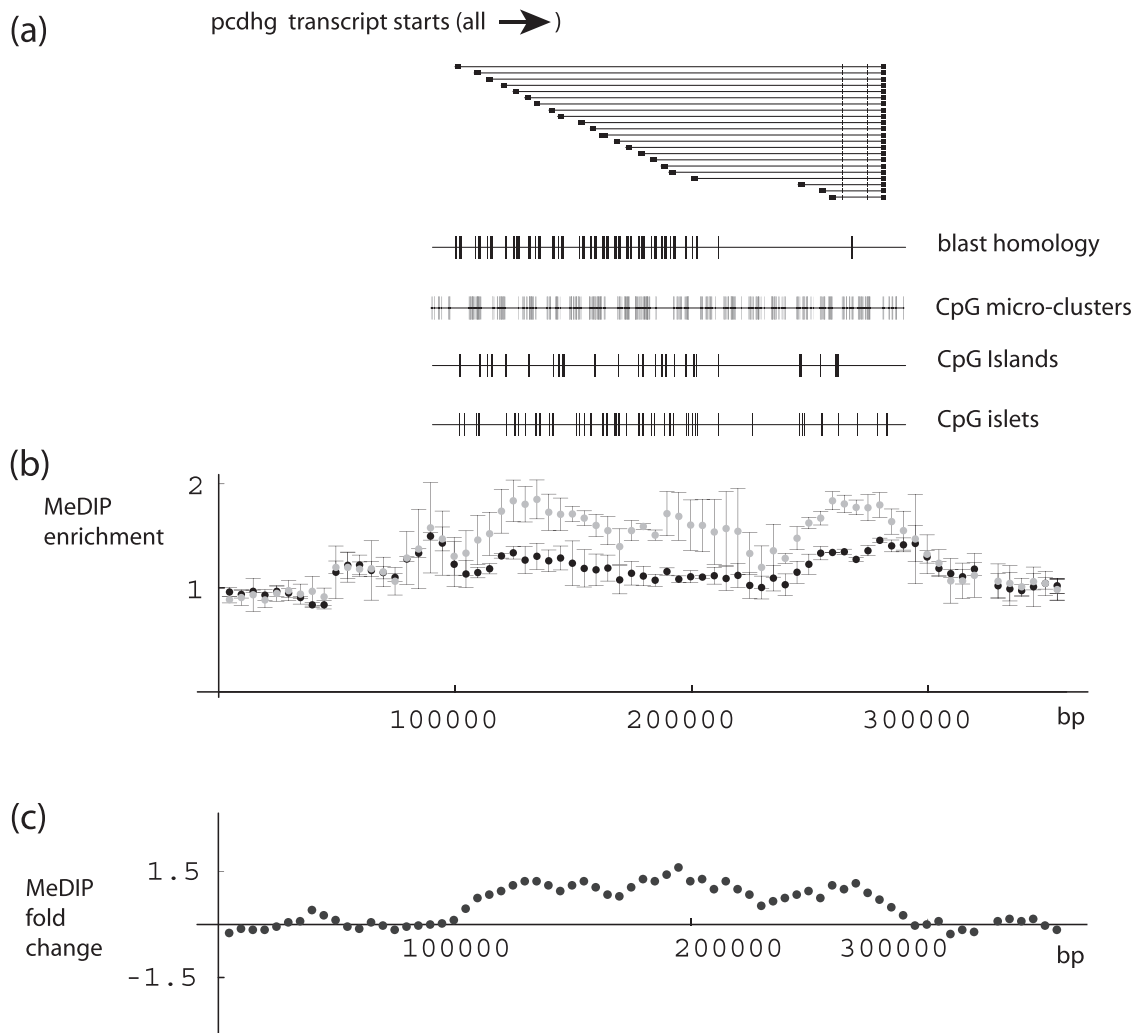 (a)
pcdhg transcript starts (all )
blast homology
CpG micro-clusters
CpG Islands
CpG islets
(b)
MeDIP
enrichment
2
1
100000 200000 300000 bp
(c)
MeDIP
fold
change
1.5
-1.5
100000 200000 300000 bp